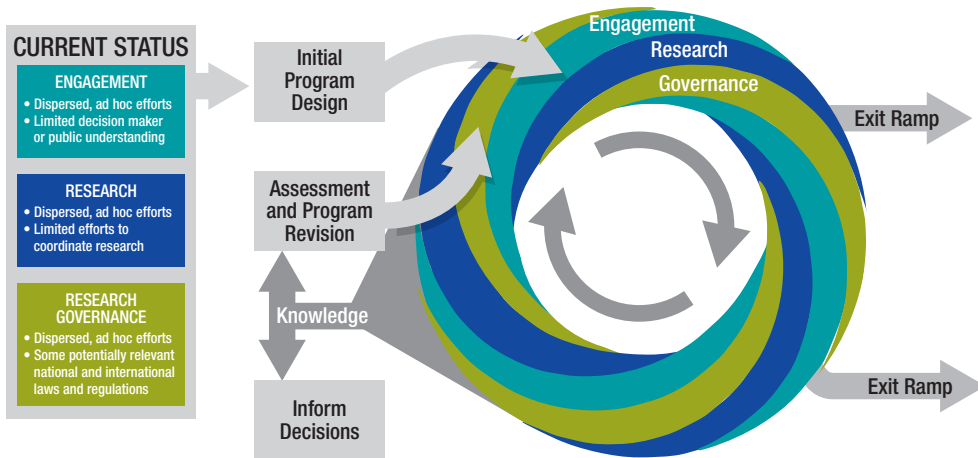 CURRENT STATUS
ENGAGEMENT
• Dispersed, ad hoc efforts
• Limited decision maker
or public understanding
RESEARCH
• Dispersed, ad hoc efforts
• Limited efforts to
coordinate research
RESEARCH
GOVERNANCE
• Dispersed, ad hoc efforts
• Some potentially relevant
national and international
laws and regulations
Initial
Program
Design
Assessment
and Program
Revision
Knowledge
Inform
Decisions
Engagement
Research
Governance
Exit Ramp
Exit Ramp